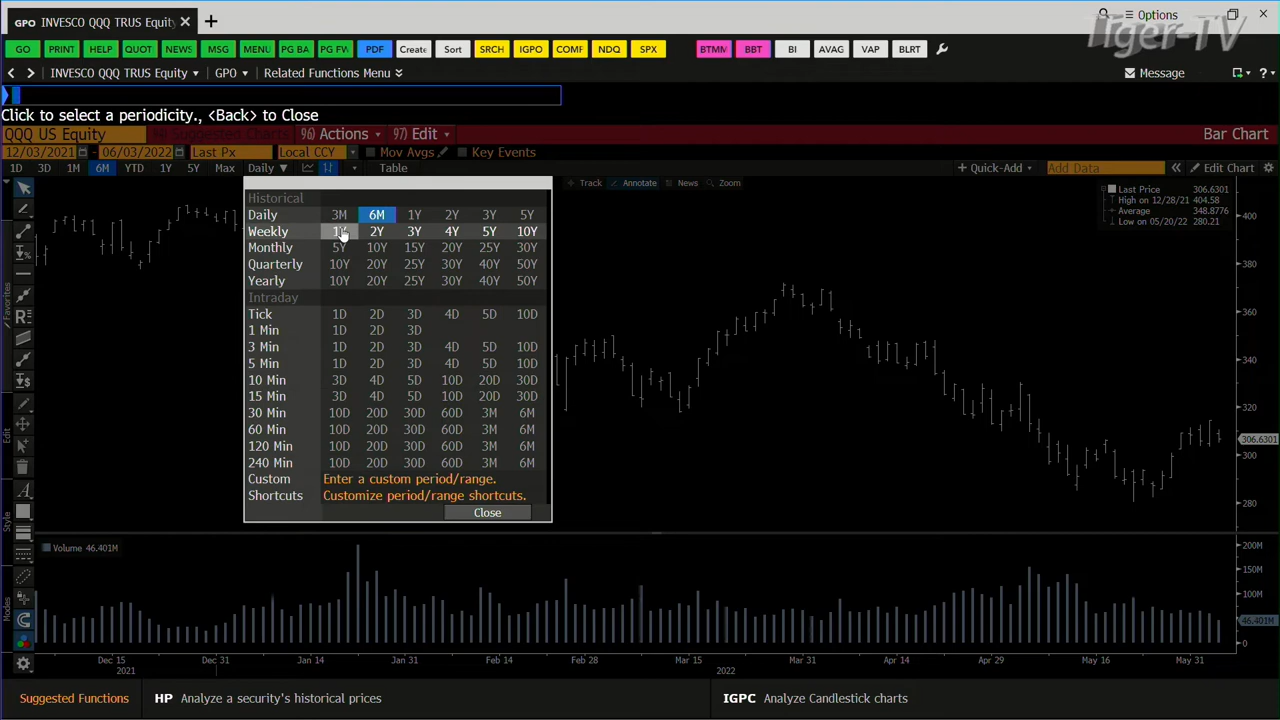 GPO INVESCO QQQ TRUS Equity
Options
Tiger-TV
GO PRINT HELP QUOT NEWS MSG MENU PG BA PG FW PDF Create Sort SRCH IGPO COMF NDQ SPX BTMM BBT BI AVAG VAP BLRT
INVESCO QQQ TRUS Equity GPO Related Functions Menu Message ?
Click to select a periodicity., <Back> to Close
QQQ US Equity 96) Actions 97) Edit Bar Chart
12/03/2021 - 06/03/2022 Last Px Local CCY Mov Avgs Key Events
1D 3D 1M 6M YTD 1Y 5Y Max Daily Table + Quick-Add Add Data Edit Chart
Track Annotate News Zoom
Last Price 306.6301
High on 12/28/21 404.58
Average 348.8776
Low on 05/20/22 280.21
Historical
Daily 3M 6M 1Y 2Y 3Y 5Y
Weekly 1Y 2Y 3Y 4Y 5Y 10Y
Monthly 5Y 10Y 15Y 20Y 25Y 30Y
Quarterly 10Y 20Y 25Y 30Y 40Y 50Y
Yearly 10Y 20Y 25Y 30Y 40Y 50Y
Intraday
Tick 1D 2D 3D 4D 5D 10D
1 Min 1D 2D 3D
3 Min 1D 2D 3D 4D 5D 10D
5 Min 1D 2D 3D 4D 5D 10D
10 Min 3D 4D 5D 10D 20D 30D
15 Min 3D 4D 5D 10D 20D 30D
30 Min 10D 20D 30D 60D 3M 6M
60 Min 10D 20D 30D 60D 3M 6M
120 Min 10D 20D 30D 60D 3M 6M
240 Min 10D 20D 30D 60D 3M 6M
Custom Enter a custom period/range.
Shortcuts Customize period/range shortcuts.
Close
400
380
360
340
320
306.6301
300
280
Favorites
Edit
Style
Modes
Volume 46.401M
200M
150M
100M
46.401M
0
Dec 15 Dec 31 Jan 14 Jan 31 Feb 14 Feb 28 Mar 15 Mar 31 Apr 14 Apr 29 May 16 May 31
2021 2022
Suggested Functions HP Analyze a security's historical prices IGPC Analyze Candlestick charts